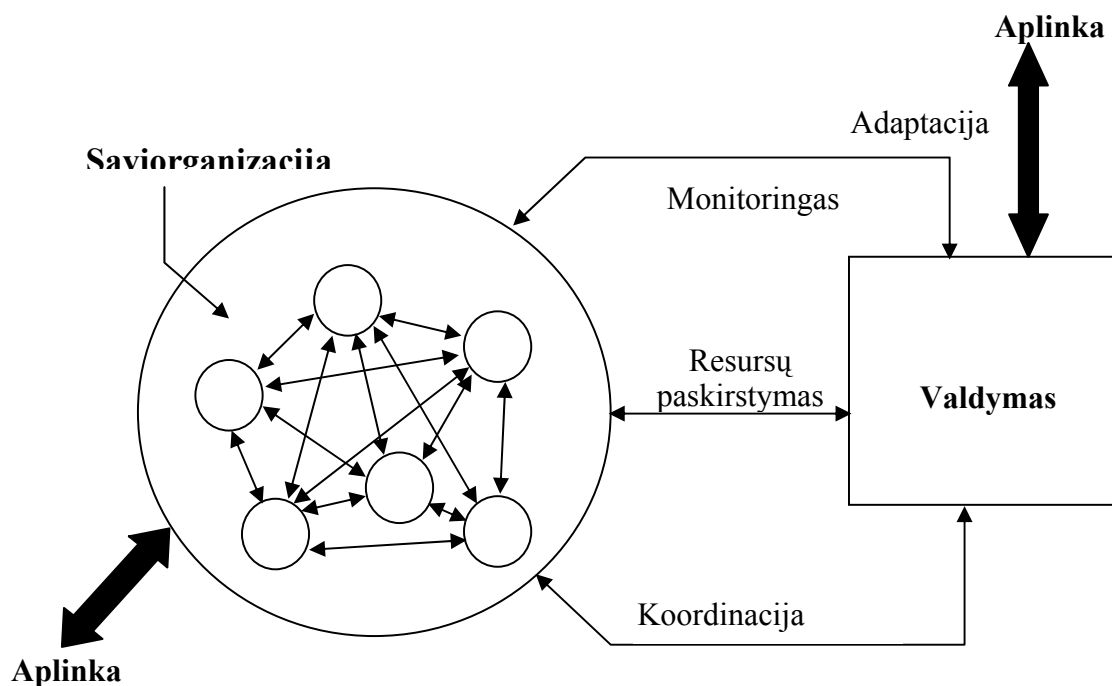 Aplinka
Adaptacija
Saviorganizacija
Monitoringas
Resursų
paskirstymas
Valdymas
Koordinacija
Aplinka